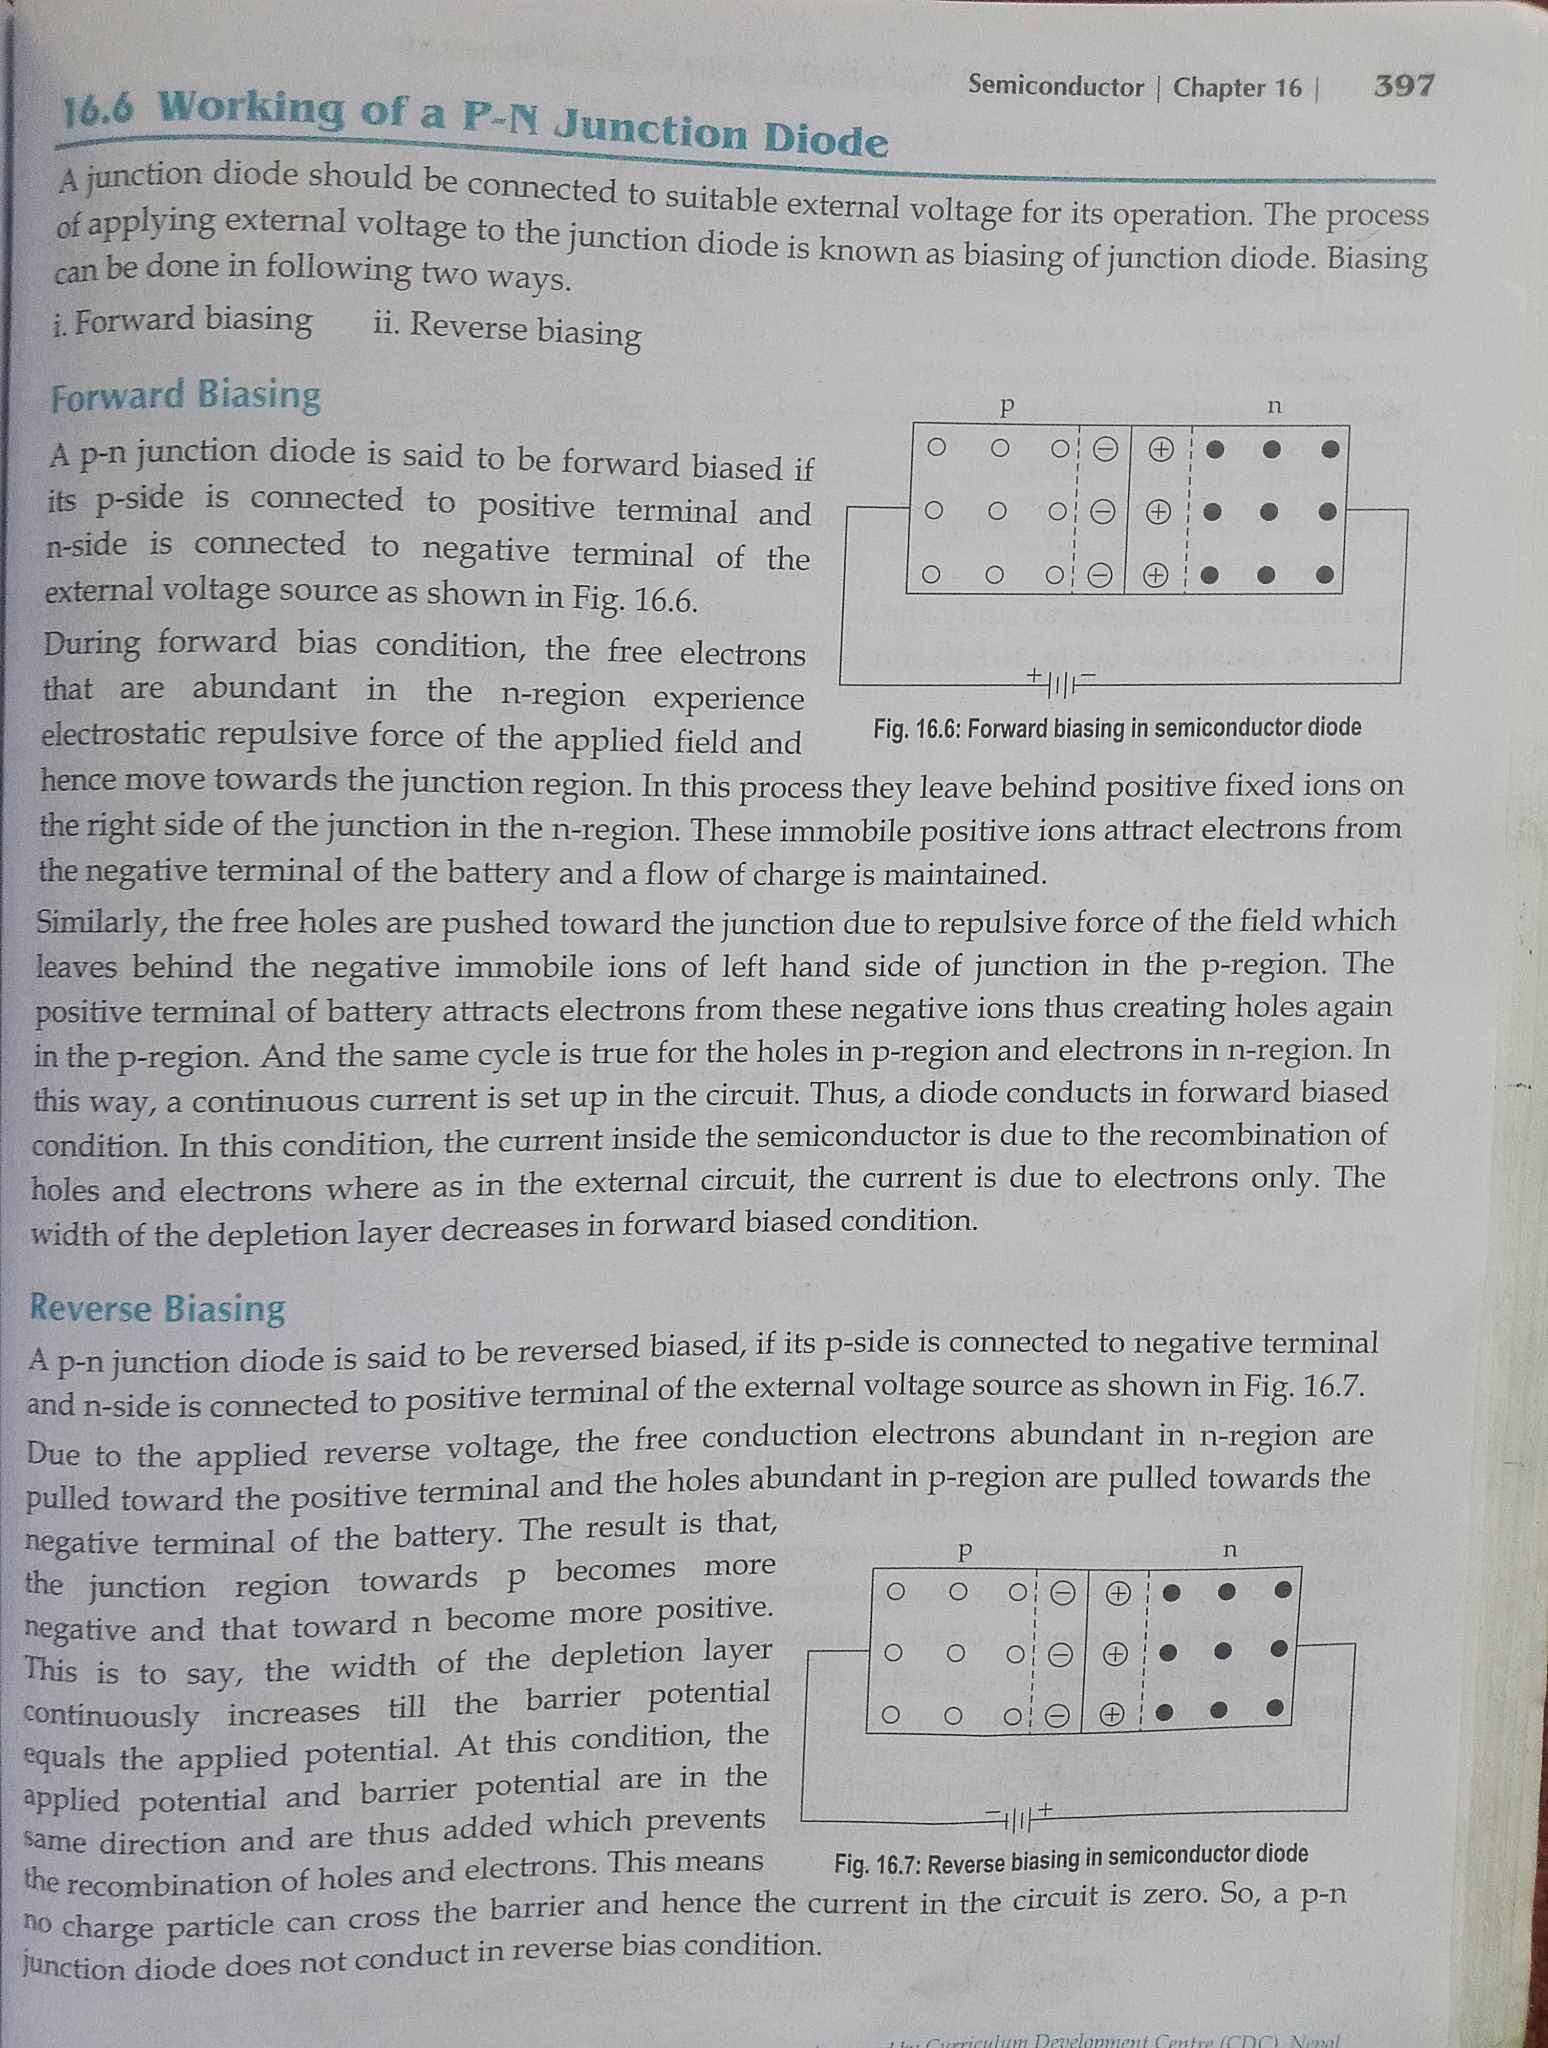 Semiconductor | Chapter 16 | 397
16.6 Working of a P-N Junction Diode
A junction diode should be connected to suitable external voltage for its operation. The process
of applying external voltage to the junction diode is known as biasing of junction diode. Biasing
can be done in following two ways.
i. Forward biasing ii. Reverse biasing
Forward Biasing
A p-n junction diode is said to be forward biased if
its p-side is connected to positive terminal and
n-side is connected to negative terminal of the
external voltage source as shown in Fig. 16.6.
During forward bias condition, the free electrons
that are abundant in the n-region experience
electrostatic repulsive force of the applied field and
p n
+ −
Fig. 16.6: Forward biasing in semiconductor diode
hence move towards the junction region. In this process they leave behind positive fixed ions on
the right side of the junction in the n-region. These immobile positive ions attract electrons from
the negative terminal of the battery and a flow of charge is maintained.
Similarly, the free holes are pushed toward the junction due to repulsive force of the field which
leaves behind the negative immobile ions of left hand side of junction in the p-region. The
positive terminal of battery attracts electrons from these negative ions thus creating holes again
in the p-region. And the same cycle is true for the holes in p-region and electrons in n-region. In
this way, a continuous current is set up in the circuit. Thus, a diode conducts in forward biased
condition. In this condition, the current inside the semiconductor is due to the recombination of
holes and electrons where as in the external circuit, the current is due to electrons only. The
width of the depletion layer decreases in forward biased condition.
Reverse Biasing
A p-n junction diode is said to be reversed biased, if its p-side is connected to negative terminal
and n-side is connected to positive terminal of the external voltage source as shown in Fig. 16.7.
Due to the applied reverse voltage, the free conduction electrons abundant in n-region are
pulled toward the positive terminal and the holes abundant in p-region are pulled towards the
negative terminal of the battery. The result is that,
the junction region towards p becomes more
negative and that toward n become more positive.
This is to say, the width of the depletion layer
continuously increases till the barrier potential
equals the applied potential. At this condition, the
applied potential and barrier potential are in the
same direction and are thus added which prevents
the recombination of holes and electrons. This means
p n
− +
Fig. 16.7: Reverse biasing in semiconductor diode
no charge particle can cross the barrier and hence the current in the circuit is zero. So, a p-n
junction diode does not conduct in reverse bias condition.
by Curriculum Development Centre (CDC), Nepal